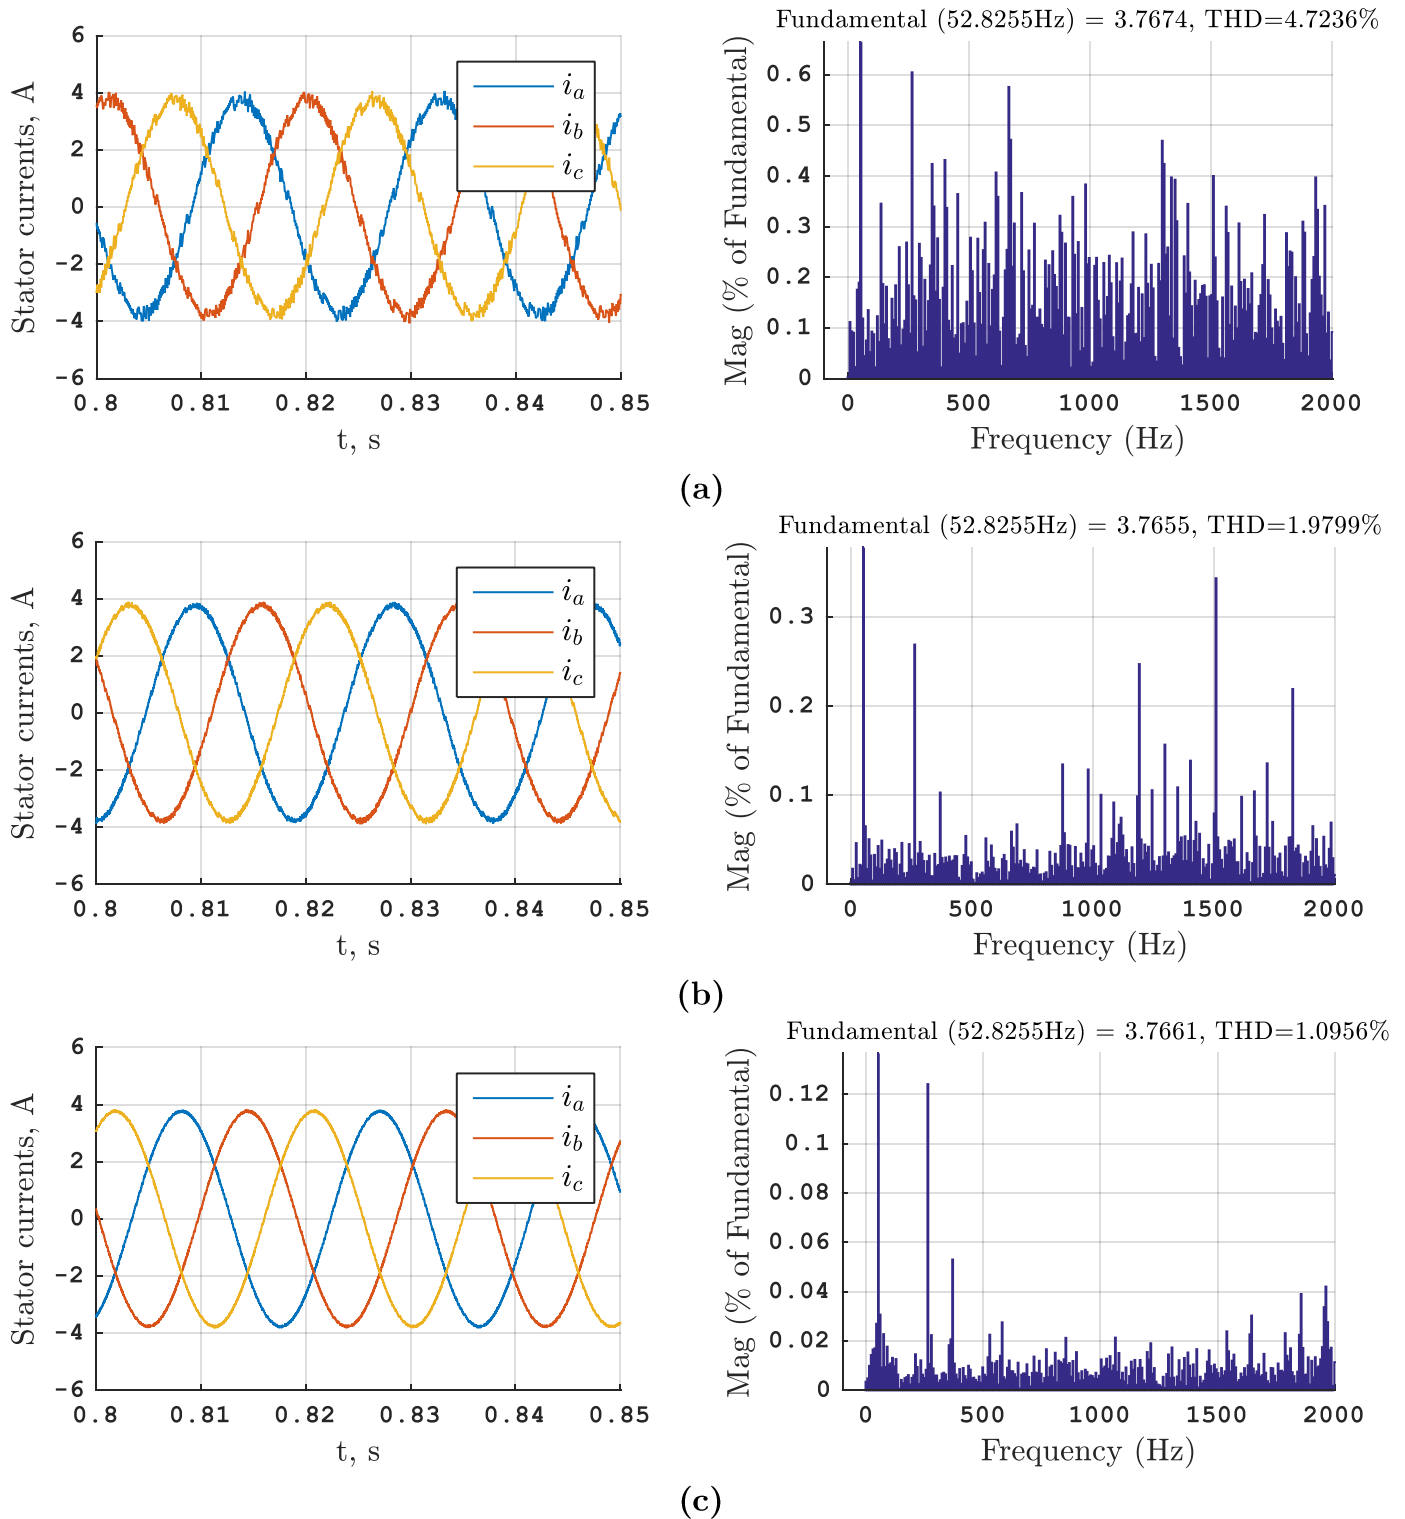 Fundamental (52.8255Hz) = 3.7674, THD=4.7236%
Stator currents, A
6
4
2
0
−2
−4
−6
i_a
i_b
i_c
0.8 0.81 0.82 0.83 0.84 0.85
t, s
Mag (% of Fundamental)
0.6
0.5
0.4
0.3
0.2
0.1
0
0 500 1000 1500 2000
Frequency (Hz)
(a)
Fundamental (52.8255Hz) = 3.7655, THD=1.9799%
Stator currents, A
6
4
2
0
−2
−4
−6
i_a
i_b
i_c
0.8 0.81 0.82 0.83 0.84 0.85
t, s
Mag (% of Fundamental)
0.3
0.2
0.1
0
0 500 1000 1500 2000
Frequency (Hz)
(b)
Fundamental (52.8255Hz) = 3.7661, THD=1.0956%
Stator currents, A
6
4
2
0
−2
−4
−6
i_a
i_b
i_c
0.8 0.81 0.82 0.83 0.84 0.85
t, s
Mag (% of Fundamental)
0.12
0.1
0.08
0.06
0.04
0.02
0
0 500 1000 1500 2000
Frequency (Hz)
(c)